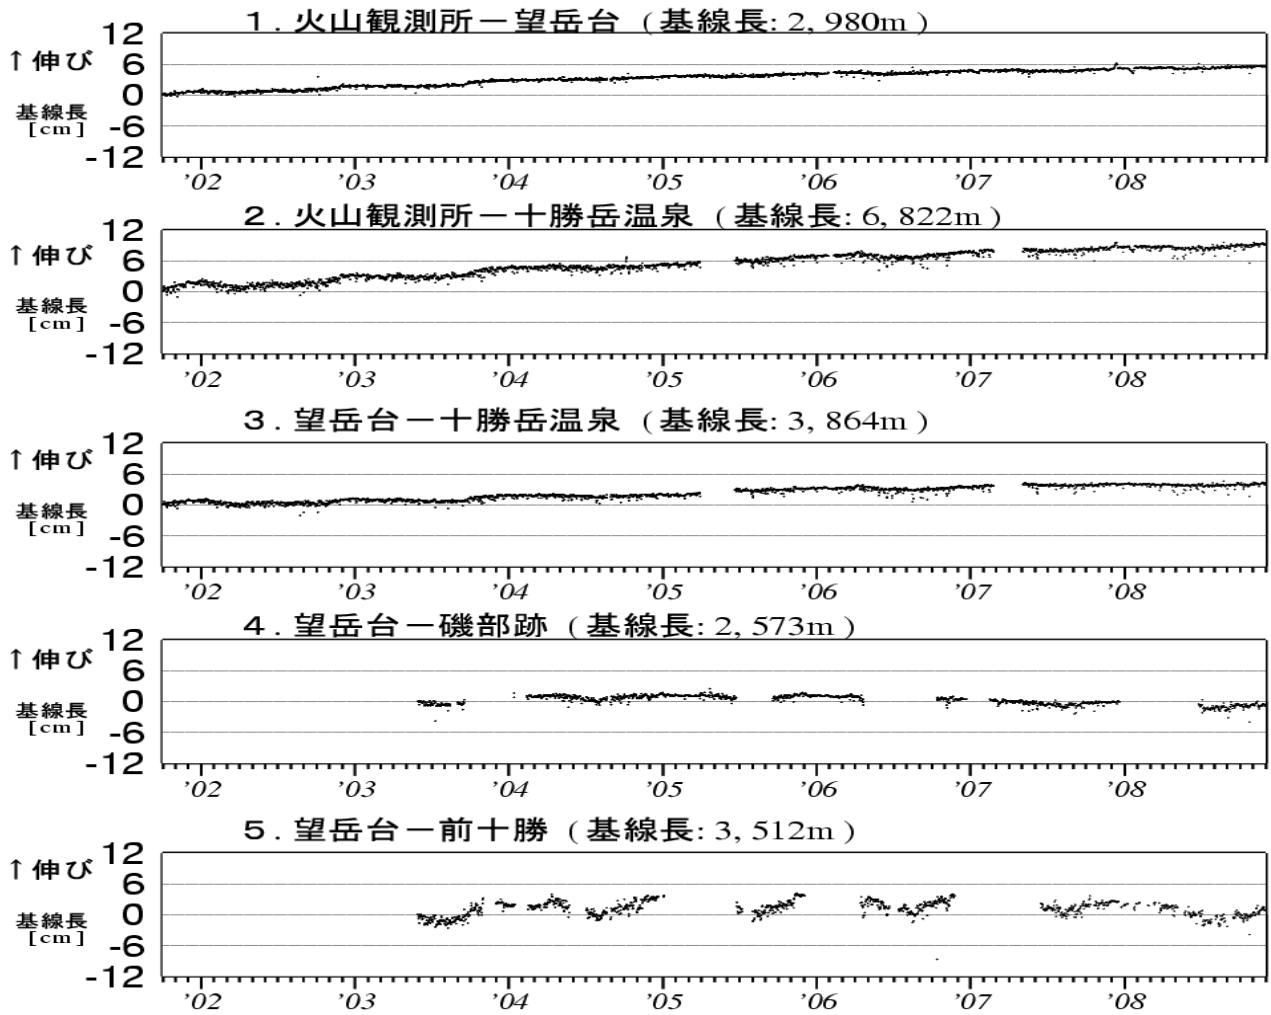 1. 火山観測所－望岳台 (基線長: 2, 980m)
12
↑伸び 6
0
基線長
[cm] -6
-12
'02 '03 '04 '05 '06 '07 '08
2. 火山観測所－十勝岳温泉 (基線長: 6, 822m)
12
↑伸び 6
0
基線長
[cm] -6
-12
'02 '03 '04 '05 '06 '07 '08
3. 望岳台－十勝岳温泉 (基線長: 3, 864m)
12
↑伸び 6
0
基線長
[cm] -6
-12
'02 '03 '04 '05 '06 '07 '08
4. 望岳台－磯部跡 (基線長: 2, 573m)
12
↑伸び 6
0
基線長
[cm] -6
-12
'02 '03 '04 '05 '06 '07 '08
5. 望岳台－前十勝 (基線長: 3, 512m)
12
↑伸び 6
0
基線長
[cm] -6
-12
'02 '03 '04 '05 '06 '07 '08